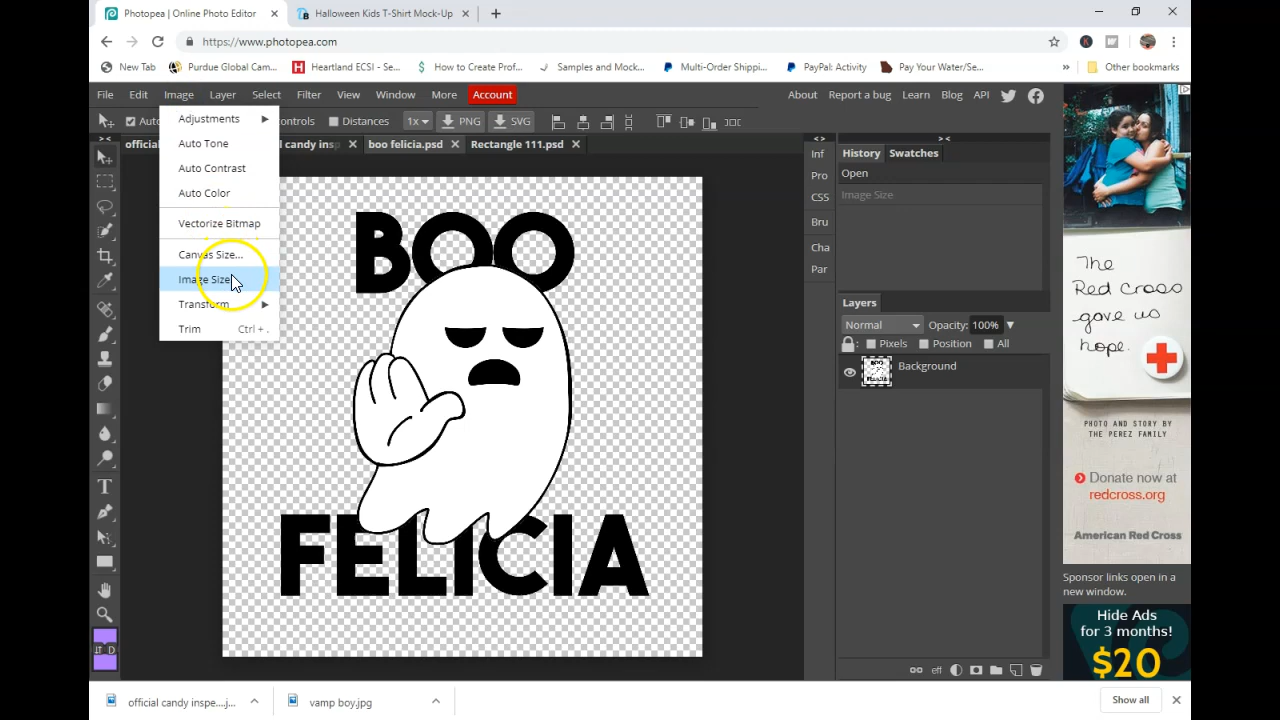 Photopea | Online Photo Editor
Halloween Kids T-Shirt Mock-Up
https://www.photopea.com
New Tab
Purdue Global Cam...
Heartland ECSI - Se...
How to Create Prof...
Samples and Mock...
Multi-Order Shippi...
PayPal: Activity
Pay Your Water/Se...
»
Other bookmarks
File Edit Image Layer Select Filter View Window More Account
About Report a bug Learn Blog API
Auto
ontrols
Distances
1x
PNG
SVG
official
candy insp
boo felicia.psd
Rectangle 111.psd
Adjustments
Auto Tone
Auto Contrast
Auto Color
Vectorize Bitmap
Canvas Size...
Image Size
Transform
Trim Ctrl + .
BOO
FELICIA
> <
< >
> <
Inf
Pro
CSS
Bru
Cha
Par
History Swatches
Open
Image Size
Layers
Normal Opacity: 100%
: Pixels Position All
Background
BOO
FELICIA
T
D
eff
The
Red cross
gave us
hope.
PHOTO AND STORY BY
THE PEREZ FAMILY
Donate now at
redcross.org
American Red Cross
Sponsor links open in a
new window.
Hide Ads
for 3 months!
$20
official candy inspe....j...
vamp boy.jpg
Show all